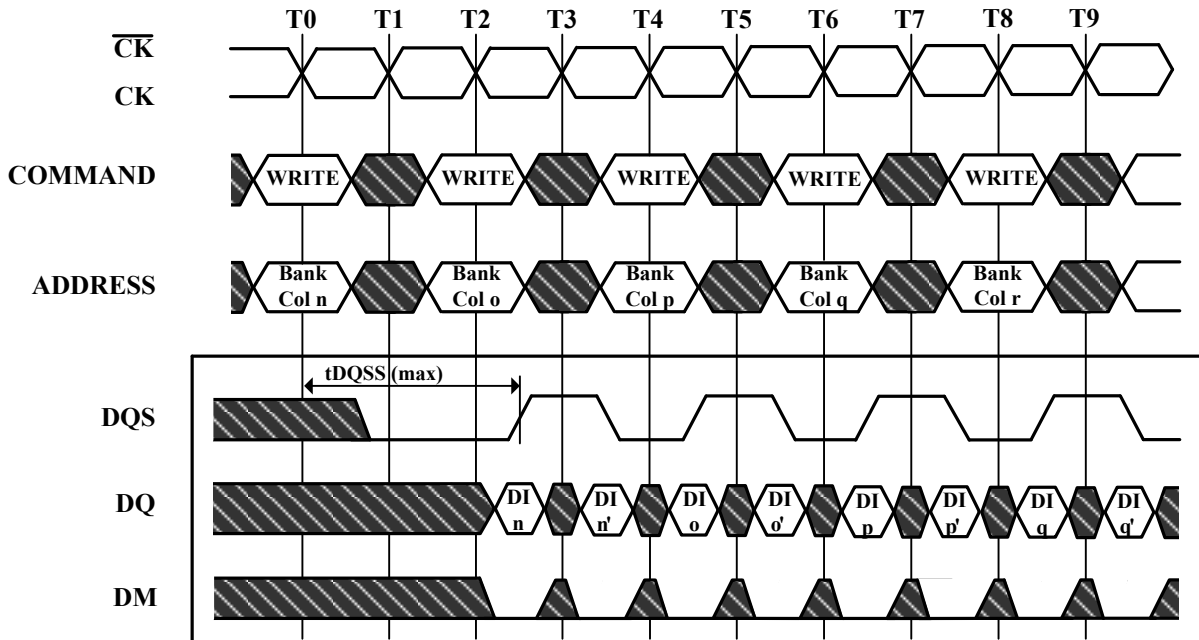 T0 T1 T2 T3 T4 T5 T6 T7 T8 T9
CK
CK
COMMAND WRITE WRITE WRITE WRITE WRITE
ADDRESS Bank Bank Bank Bank Bank
Col n Col o Col p Col q Col r
tDQSS (max)
DQS
DQ DI DI DI DI DI DI DI DI
n n' o o' p p' q q'
DM